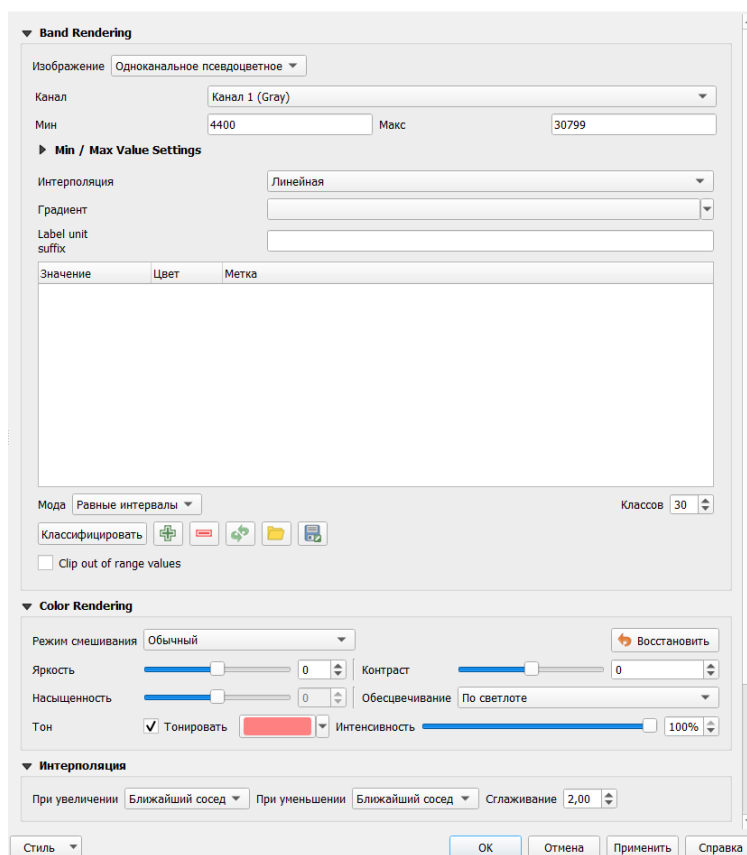 Band Rendering
Изображение Одноканальное псевдоцветное
Канал Канал 1 (Gray)
Мин 4400 Макс 30799
Min / Max Value Settings
Интерполяция Линейная
Градиент
Label unit
suffix
Значение Цвет Метка
Мода Равные интервалы Классов 30
Классифицировать
Clip out of range values
Color Rendering
Режим смешивания Обычный Восстановить
Яркость 0 Контраст 0
Насыщенность 0 Обесцвечивание По светлоте
Тон Тонировать Интенсивность 100%
Интерполяция
При увеличении Ближайший сосед При уменьшении Ближайший сосед Сглаживание 2,00
Стиль OK Отмена Применить Справка